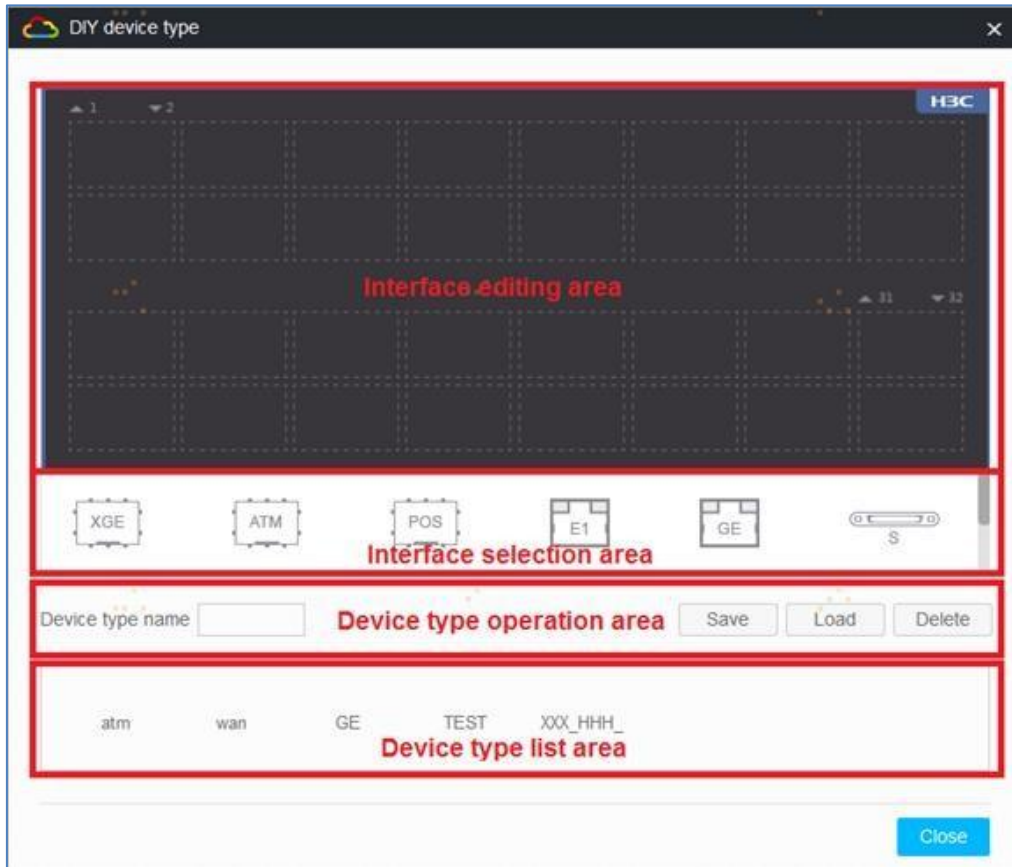 DIY device type
H3C
1 2
Interface editing area
31 32
XGE ATM POS E1 GE S
Interface selection area
Device type name Device type operation area Save Load Delete
atm wan GE TEST XXX_HHH_
Device type list area
Close